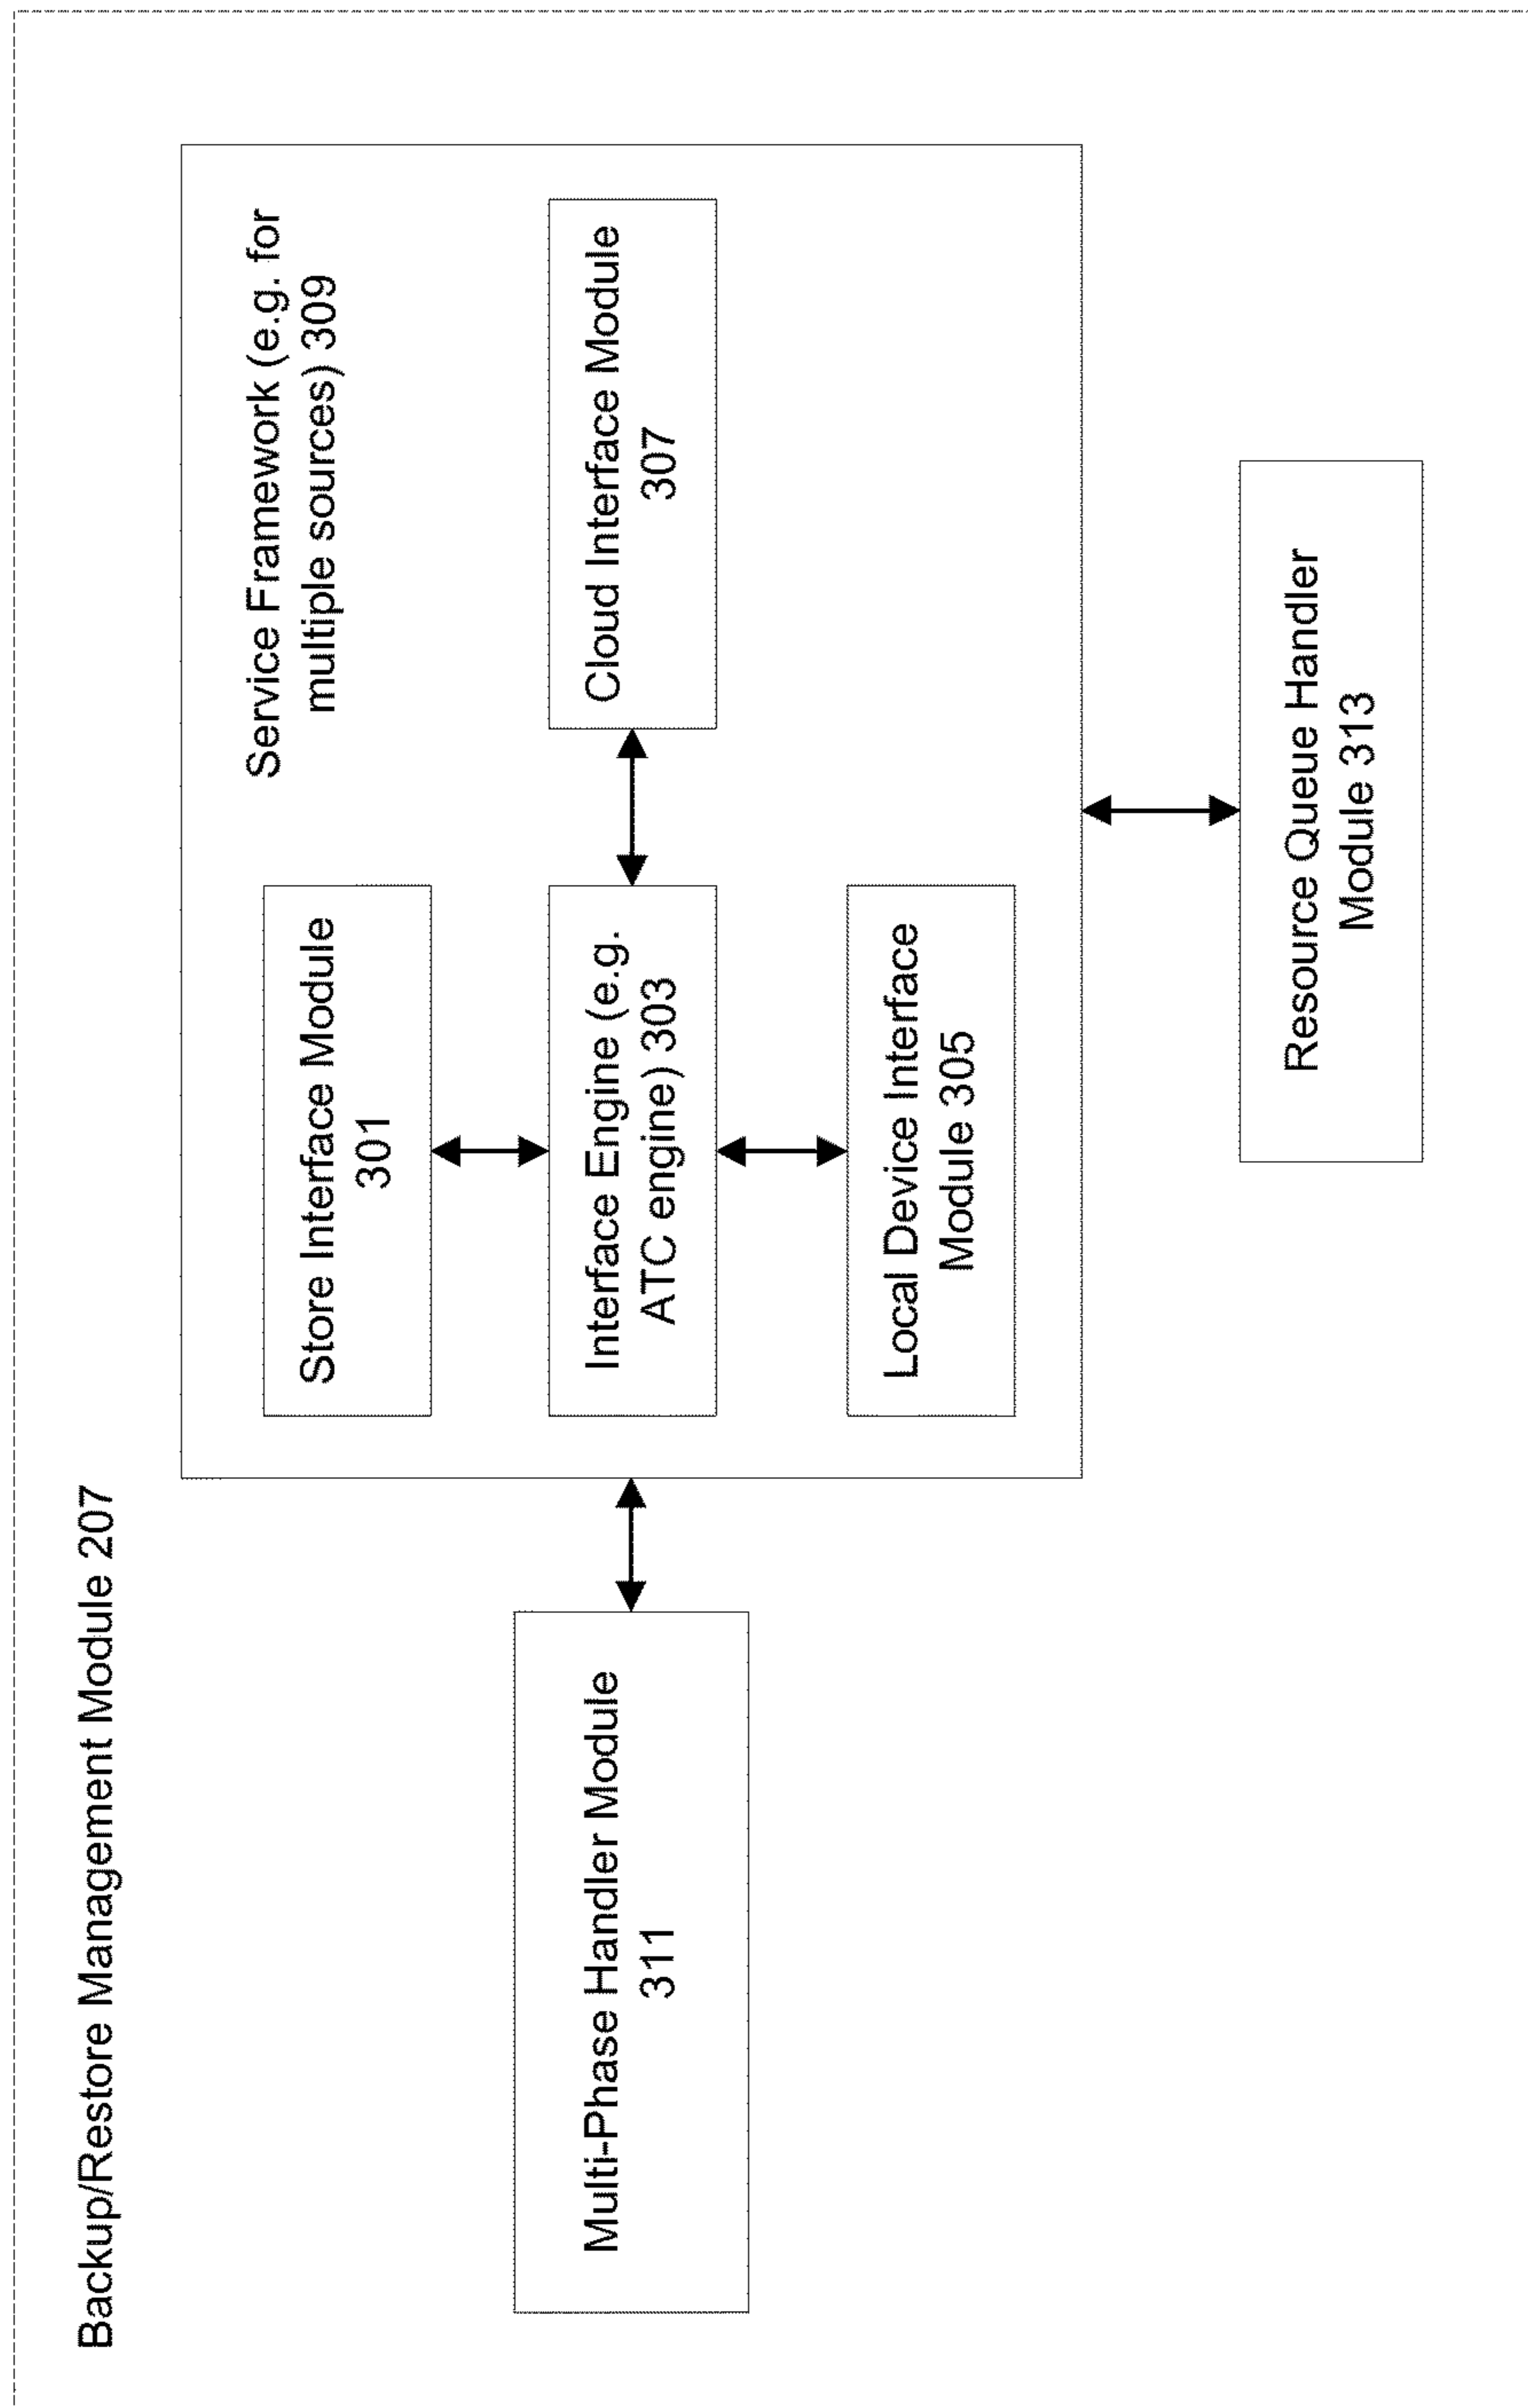 Backup/Restore Management Module 207
Service Framework (e.g. for
multiple sources) 309
Store Interface Module
301
Interface Engine (e.g.
ATC engine) 303
Cloud Interface Module
307
Local Device Interface
Module 305
Multi-Phase Handler Module
311
Resource Queue Handler
Module 313